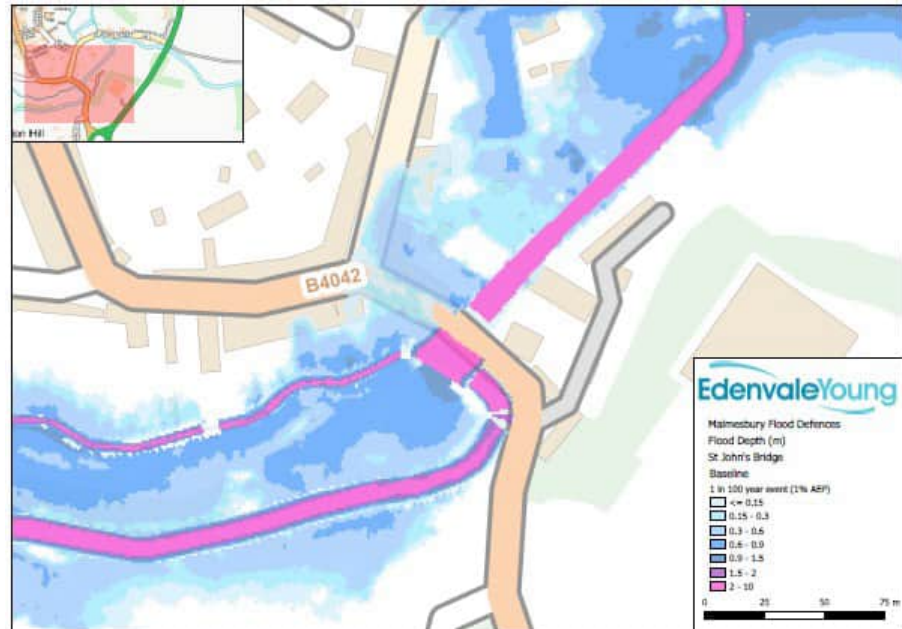 ion Hill
B4042
EdenvaleYoung
Malmesbury Flood Defences
Flood Depth (m)
St John's Bridge
Baseline
1 in 100 year event (1% AEP)
<= 0.15
0.15 - 0.3
0.3 - 0.6
0.6 - 0.9
0.9 - 1.5
1.5 - 2
2 - 10
0 25 50 75 m